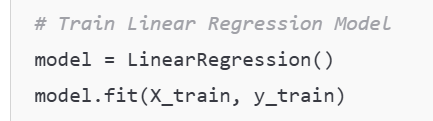 # Train Linear Regression Model
model = LinearRegression()
model.fit(X_train, y_train)